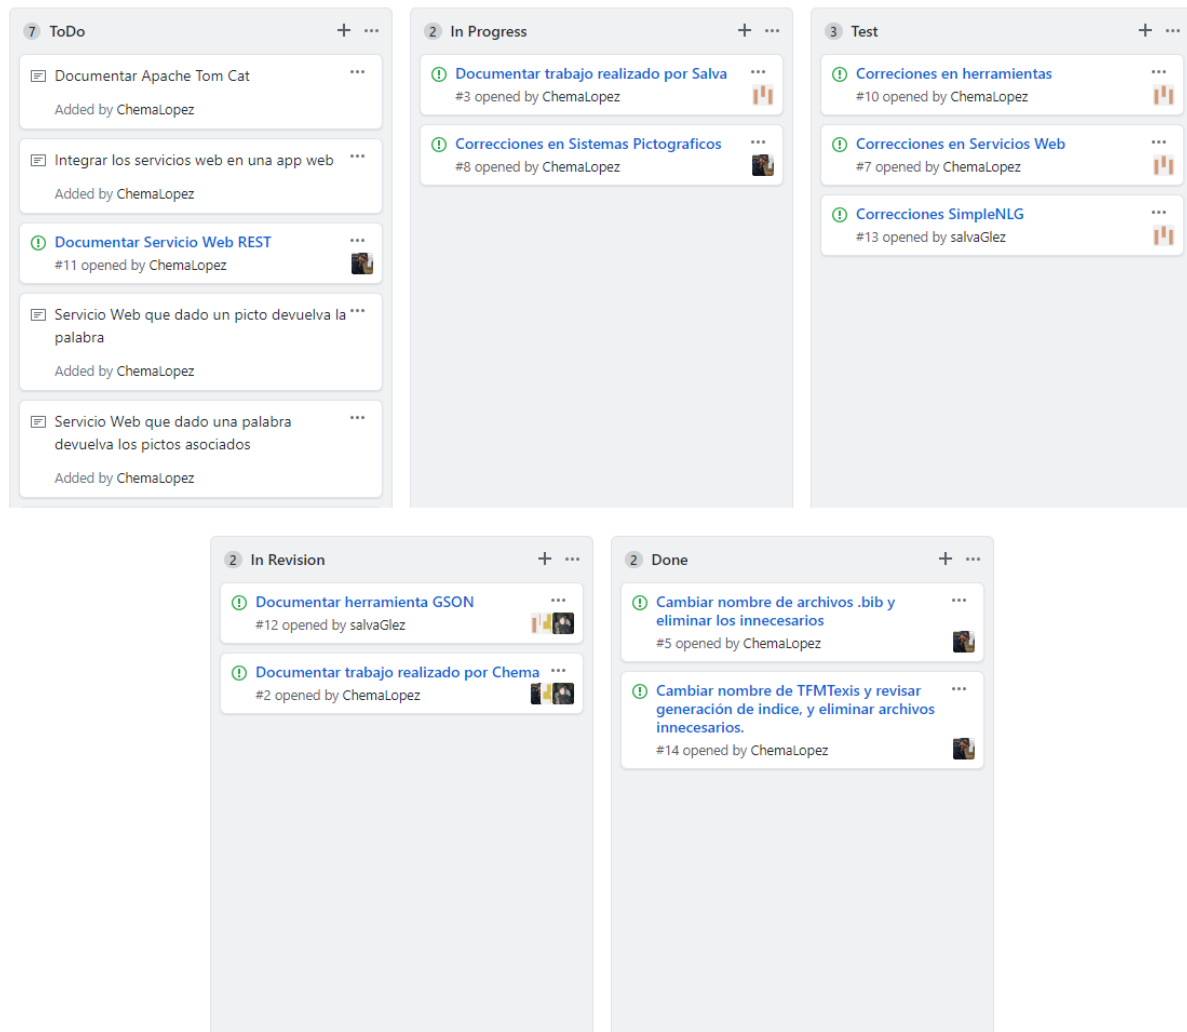 7 ToDo
Documentar Apache Tom Cat
Added by ChemaLopez
Integrar los servicios web en una app web
Added by ChemaLopez
Documentar Servicio Web REST
#11 opened by ChemaLopez
Servicio Web que dado un picto devuelva la
palabra
Added by ChemaLopez
Servicio Web que dado una palabra
devuelva los pictos asociados
Added by ChemaLopez
2 In Progress
Documentar trabajo realizado por Salva
#3 opened by ChemaLopez
Correcciones en Sistemas Pictograficos
#8 opened by ChemaLopez
3 Test
Correciones en herramientas
#10 opened by ChemaLopez
Correcciones en Servicios Web
#7 opened by ChemaLopez
Correcciones SimpleNLG
#13 opened by salvaGlez
2 In Revision
Documentar herramienta GSON
#12 opened by salvaGlez
Documentar trabajo realizado por Chema
#2 opened by ChemaLopez
2 Done
Cambiar nombre de archivos .bib y
eliminar los innecesarios
#5 opened by ChemaLopez
Cambiar nombre de TFMTexis y revisar
generación de indice, y eliminar archivos
innecesarios.
#14 opened by ChemaLopez